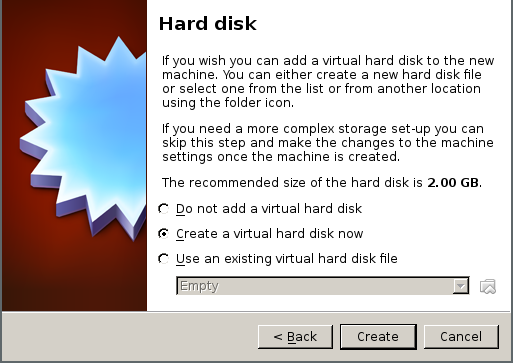 Hard disk
If you wish you can add a virtual hard disk to the new
machine. You can either create a new hard disk file
or select one from the list or from another location
using the folder icon.
If you need a more complex storage set-up you can
skip this step and make the changes to the machine
settings once the machine is created.
The recommended size of the hard disk is 2.00 GB.
Do not add a virtual hard disk
Create a virtual hard disk now
Use an existing virtual hard disk file
Empty
< Back
Create
Cancel